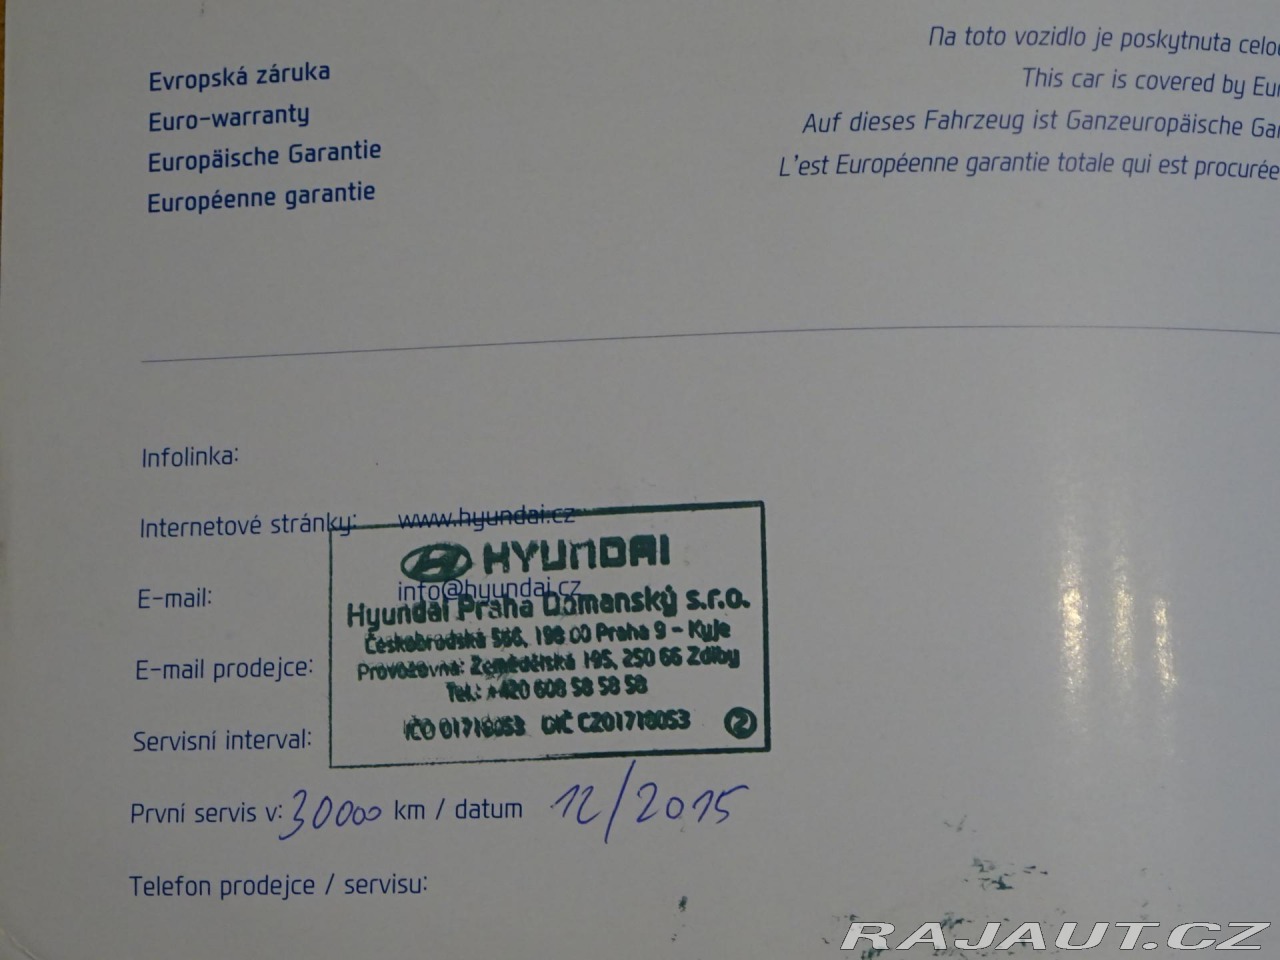 Evropská záruka
Euro-warranty
Europäische Garantie
Européenne garantie
Na toto vozidlo je poskytnuta celo
This car is covered by Eu
Auf dieses Fahrzeug ist Ganzeuropäische Ga
L'est Européenne garantie totale qui est procurée
Infolinka:
Internetové stránky: www.hyundai.cz
HYUNDAI
E-mail: info@hyundai.cz
Hyundai Praha Domanský s.r.o.
Českobrodská 566, 198 00 Praha 9 - Kyje
Provozovna: Zemědělská 195, 250 66 Zdiby
E-mail prodejce:
Tel.: +420 608 58 58 58
IČO 01718053 DIČ CZ01718053 2
Servisní interval:
První servis v: 30000 km / datum 12/2015
Telefon prodejce / servisu:
RAJAUT.CZ